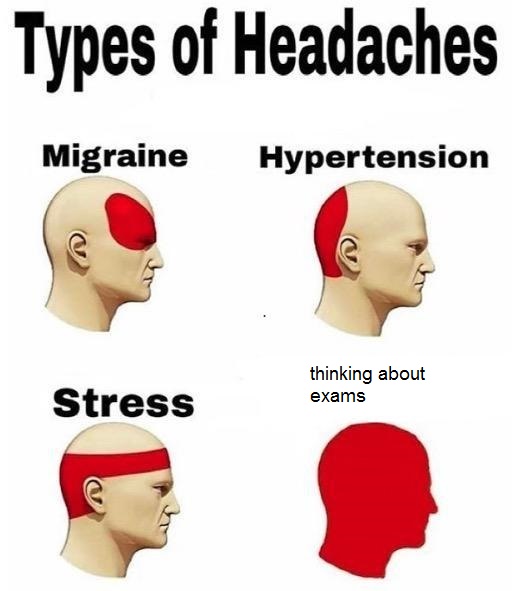 Types of Headaches
Migraine
Hypertension
Stress
thinking about
exams